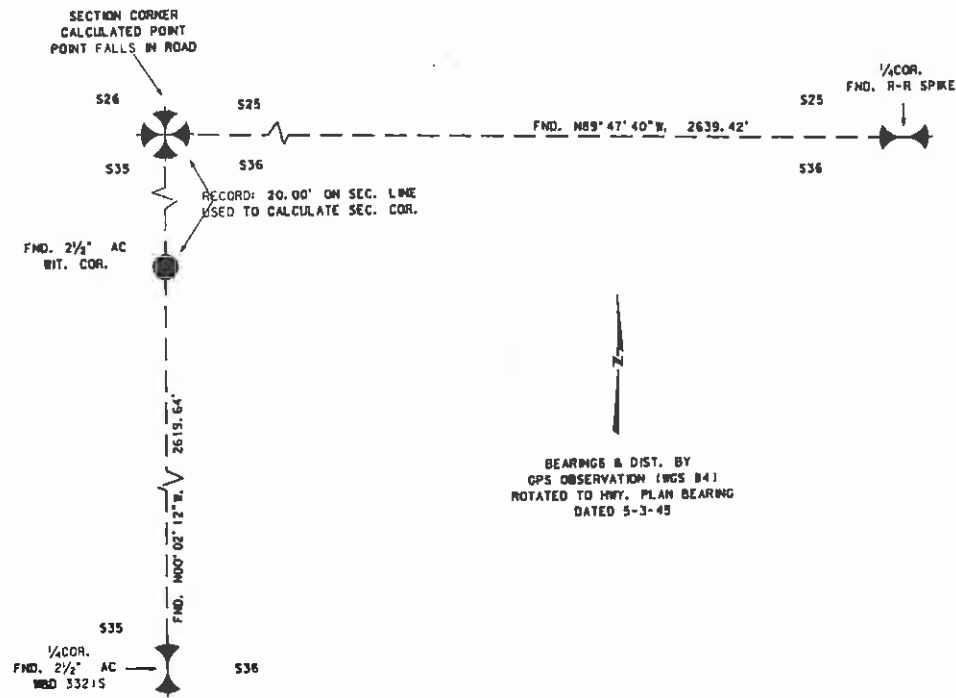 SECTION CORNER
CALCULATED POINT
POINT FALLS IN ROAD
S26
S25
S25
¼COR.
FND. R-R SPIKE
FND. N89°47'40"W, 2639.42'
S35
S36
S36
RECORD: 20.00' ON SEC. LINE
USED TO CALCULATE SEC. COR.
FND. 2½" AC
WIT. COR.
N
FND. N00°02'12"W, 2619.64'
BEARINGS & DIST. BY
GPS OBSERVATION (WGS 84)
ROTATED TO HWY. PLAN BEARING
DATED 5-3-45
S35
¼COR.
FND. 2½" AC
S36